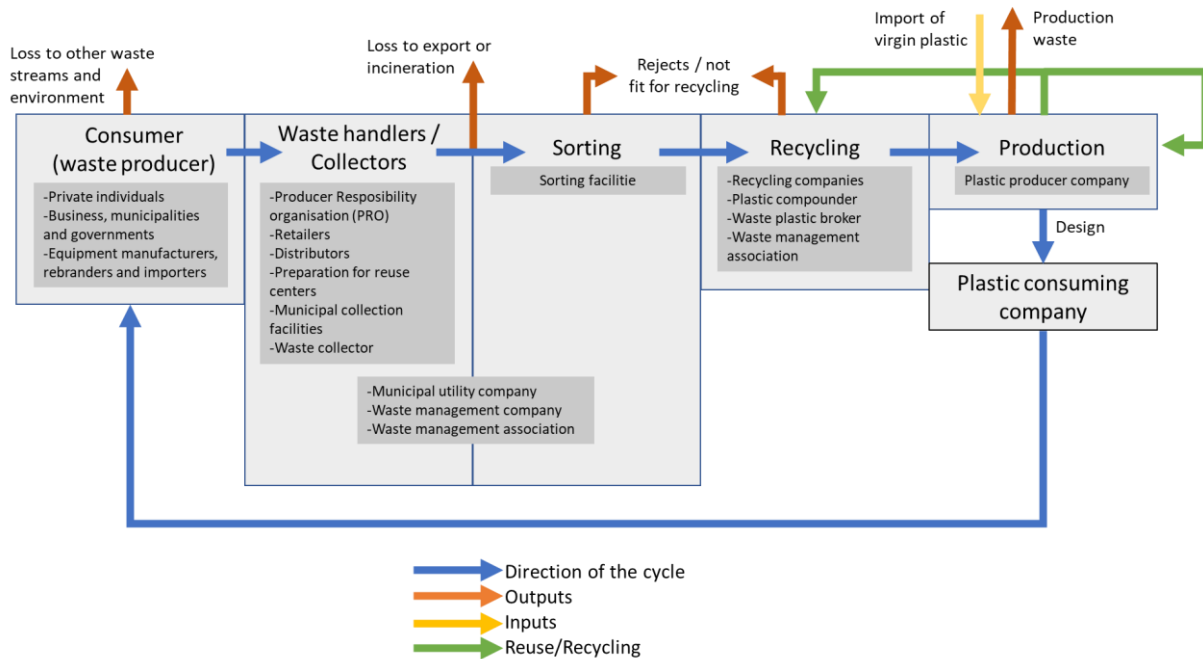 Loss to other waste
streams and
environment
Loss to export or
incineration
Rejects / not
fit for recycling
Import of
virgin plastic
Production
waste
Consumer
(waste producer)
-Private individuals
-Business, municipalities
and governments
-Equipment manufacturers,
rebranders and importers
Waste handlers /
Collectors
-Producer Resposibility
organisation (PRO)
-Retailers
-Distributors
-Preparation for reuse
centers
-Municipal collection
facilities
-Waste collector
Sorting
Sorting facilitie
-Municipal utility company
-Waste management company
-Waste management association
Recycling
-Recycling companies
-Plastic compounder
-Waste plastic broker
-Waste management
association
Production
Plastic producer company
Design
Plastic consuming
company
Direction of the cycle
Outputs
Inputs
Reuse/Recycling